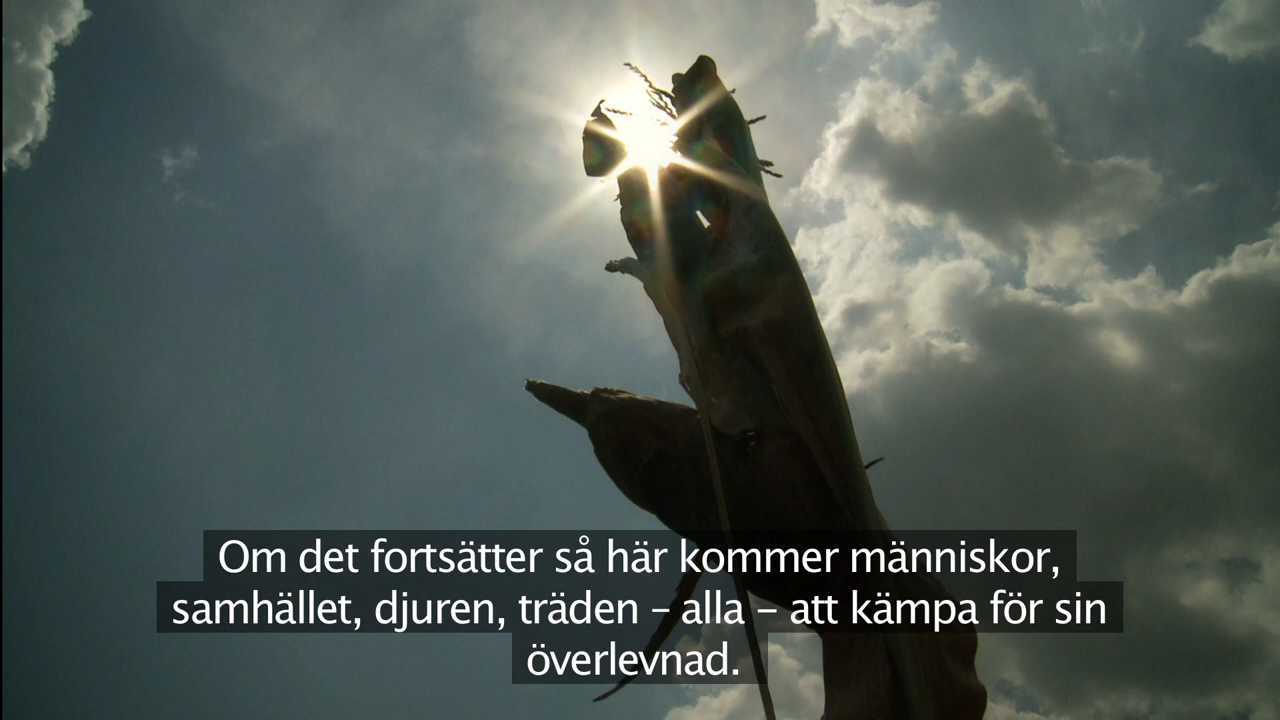 Om det fortsätter så här kommer människor,
samhället, djuren, träden – alla – att kämpa för sin
överlevnad.